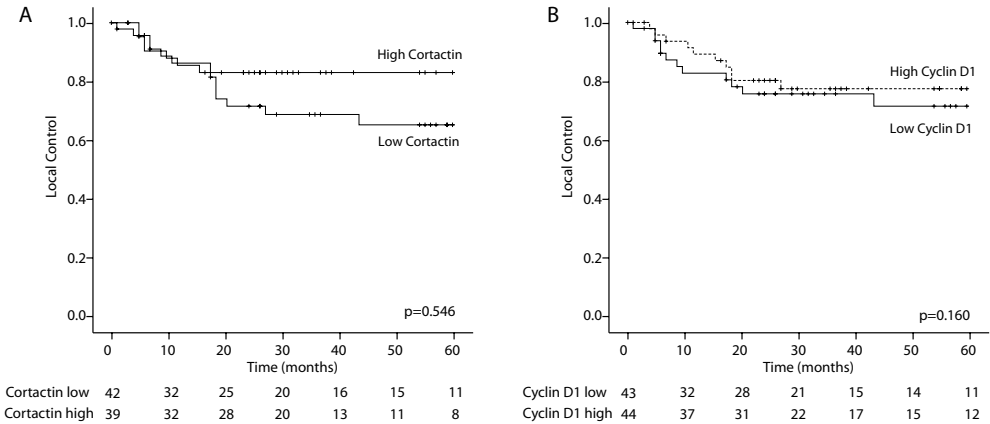 A
1.0
0.8
0.6
0.4
0.2
0.0
Local Control
High Cortactin
Low Cortactin
p=0.546
0 10 20 30 40 50 60
Time (months)
Cortactin low 42 32 25 20 16 15 11
Cortactin high 39 32 28 20 13 11 8
B
1.0
0.8
0.6
0.4
0.2
0.0
Local Control
High Cyclin D1
Low Cyclin D1
p=0.160
0 10 20 30 40 50 60
Time (months)
Cyclin D1 low 43 32 28 21 15 14 11
Cyclin D1 high 44 37 31 22 17 15 12